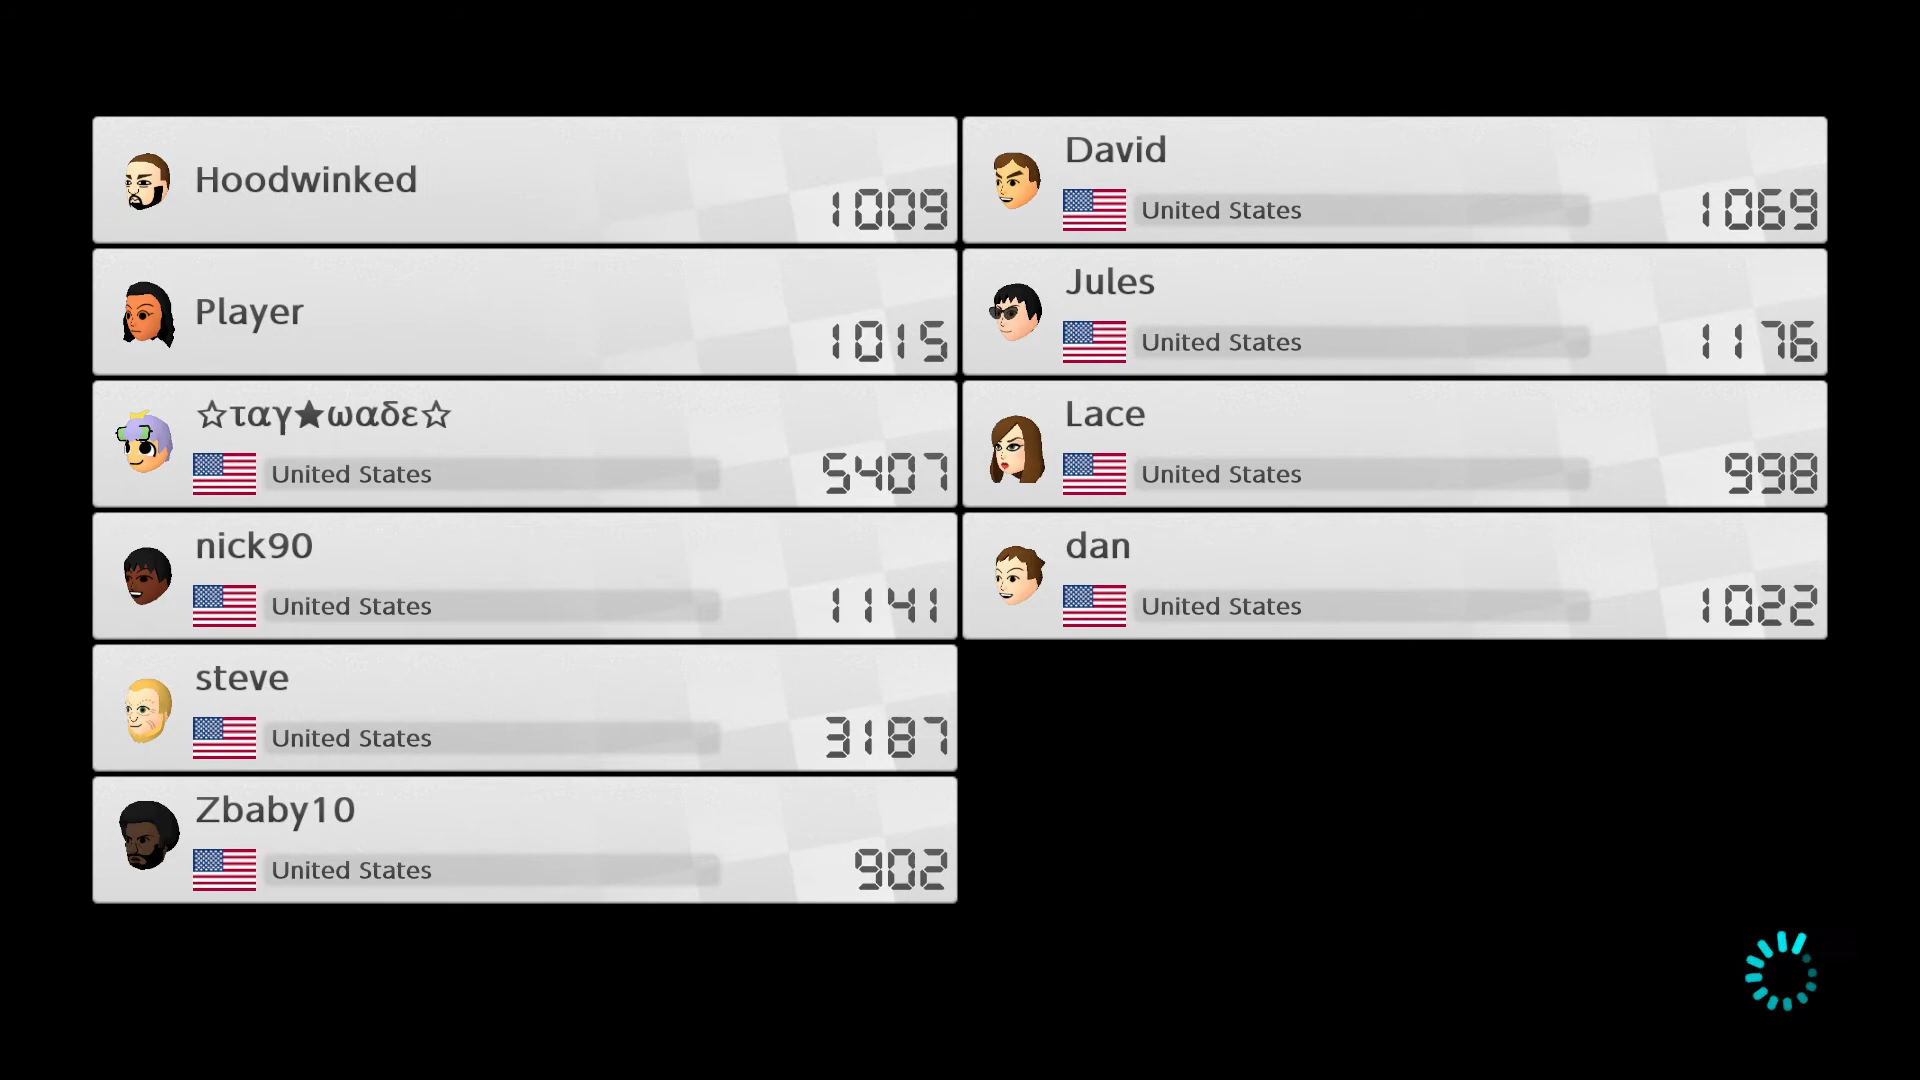 Hoodwinked
1009
Player
1015
☆ταγ★ωαδε☆
United States
5407
nick90
United States
1141
steve
United States
3187
Zbaby10
United States
902
David
United States
1069
Jules
United States
1176
Lace
United States
998
dan
United States
1022